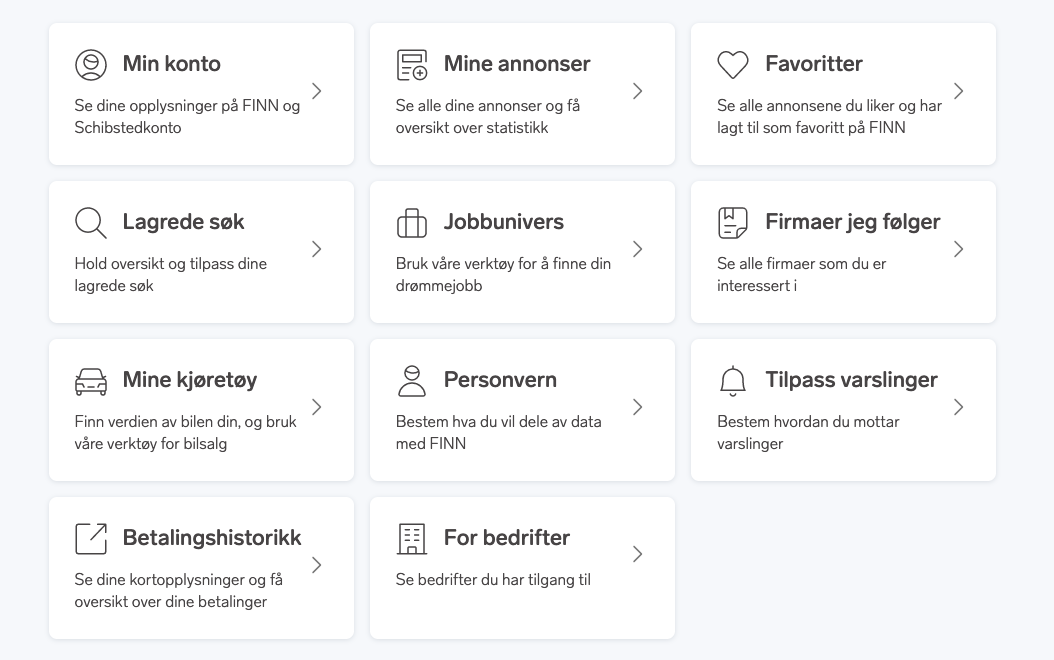 Min konto
Se dine opplysninger på FINN og
Schibstedkonto
Mine annonser
Se alle dine annonser og få
oversikt over statistikk
Favoritter
Se alle annonsene du liker og har
lagt til som favoritt på FINN
Lagrede søk
Hold oversikt og tilpass dine
lagrede søk
Jobbunivers
Bruk våre verktøy for å finne din
drømmejobb
Firmaer jeg følger
Se alle firmaer som du er
interessert i
Mine kjøretøy
Finn verdien av bilen din, og bruk
våre verktøy for bilsalg
Personvern
Bestem hva du vil dele av data
med FINN
Tilpass varslinger
Bestem hvordan du mottar
varslinger
Betalingshistorikk
Se dine kortopplysninger og få
oversikt over dine betalinger
For bedrifter
Se bedrifter du har tilgang til